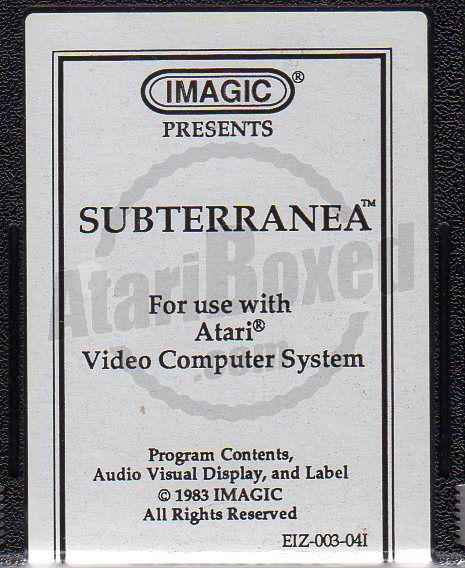 IMAGIC®
PRESENTS
SUBTERRANEA™
For use with
Atari®
Video Computer System
Program Contents,
Audio Visual Display, and Label
© 1983 IMAGIC
All Rights Reserved
EIZ-003-04I
AtariBoxed
.com